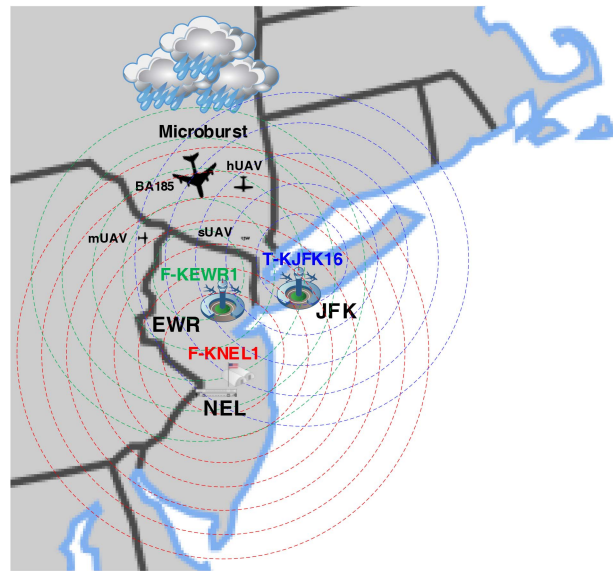 Microburst
hUAV
BA185
mUAV
sUAV
T-KJFK16
F-KEWR1
EWR
JFK
F-KNEL1
NEL